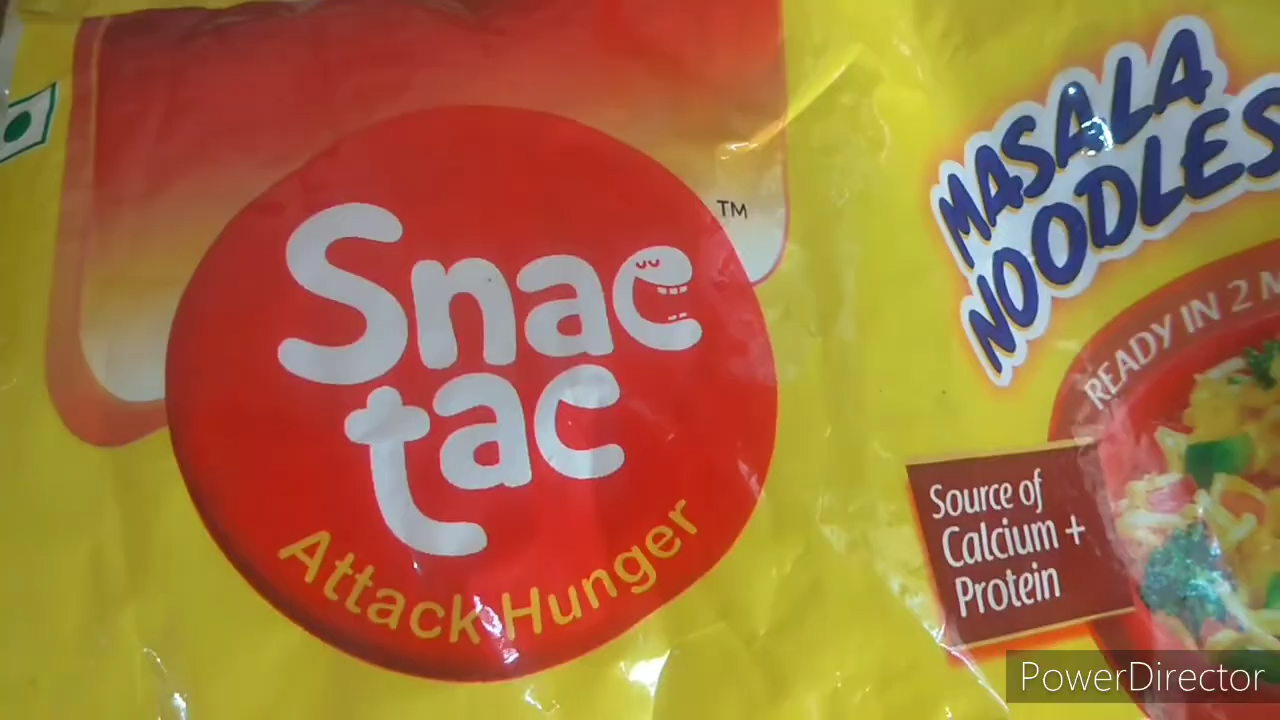 Snac
tac
TM
Attack Hunger
MASALA
NOODLES
READY IN 2
Source of
Calcium +
Protein
PowerDirector